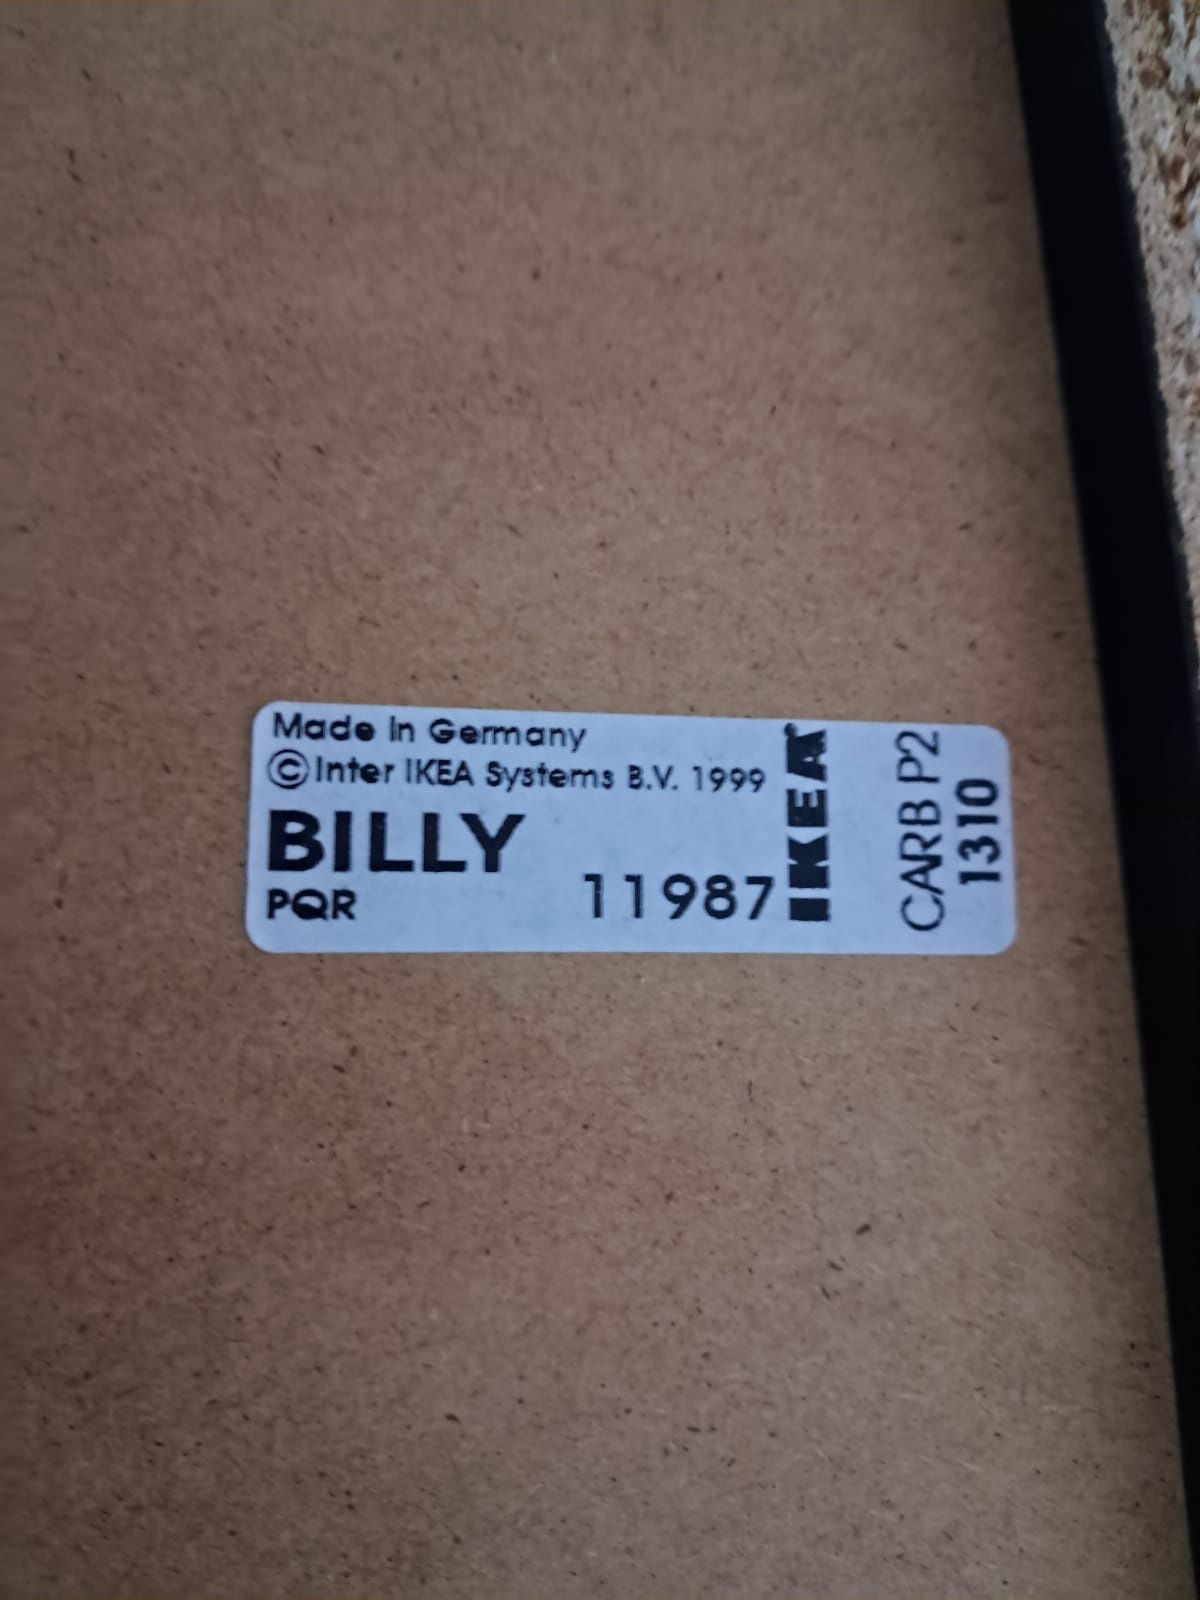 Made in Germany
©Inter IKEA Systems B.V. 1999
BILLY
PQR 11987
IKEA®
CARB P2
1310